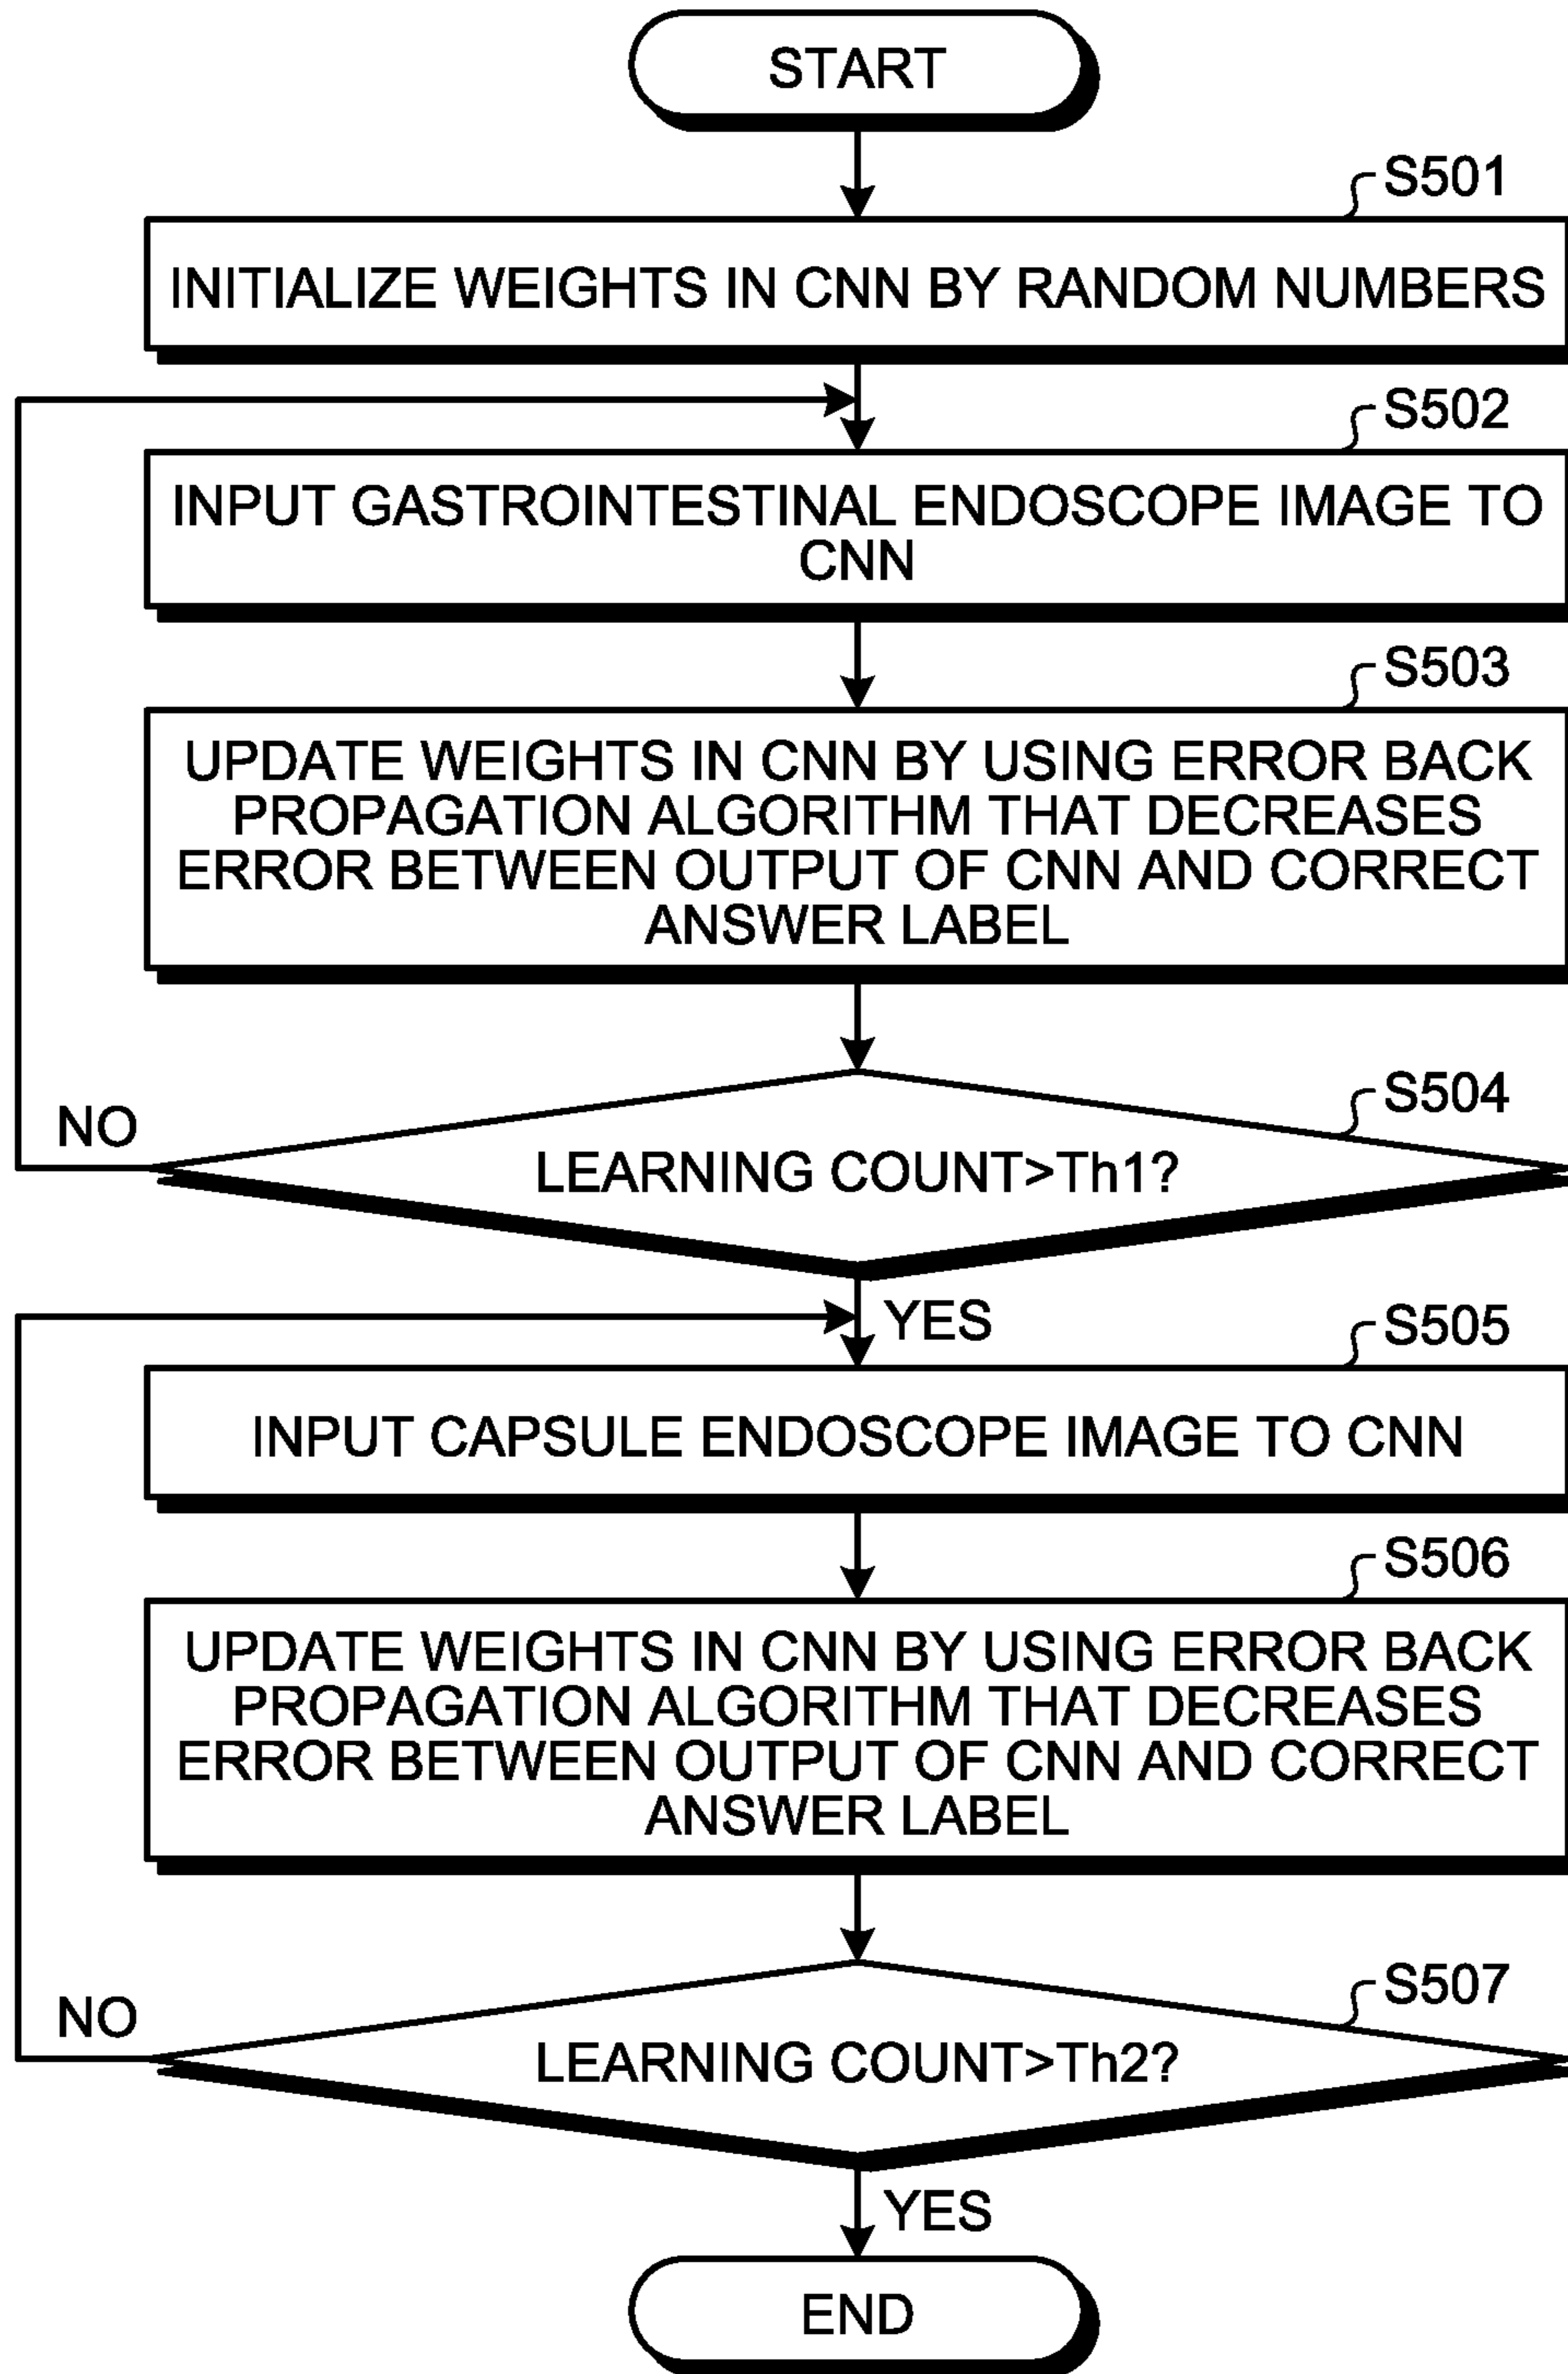 START
S501
INITIALIZE WEIGHTS IN CNN BY RANDOM NUMBERS
S502
INPUT GASTROINTESTINAL ENDOSCOPE IMAGE TO
CNN
S503
UPDATE WEIGHTS IN CNN BY USING ERROR BACK
PROPAGATION ALGORITHM THAT DECREASES
ERROR BETWEEN OUTPUT OF CNN AND CORRECT
ANSWER LABEL
S504
NO
LEARNING COUNT>Th1?
YES
S505
INPUT CAPSULE ENDOSCOPE IMAGE TO CNN
S506
UPDATE WEIGHTS IN CNN BY USING ERROR BACK
PROPAGATION ALGORITHM THAT DECREASES
ERROR BETWEEN OUTPUT OF CNN AND CORRECT
ANSWER LABEL
S507
NO
LEARNING COUNT>Th2?
YES
END